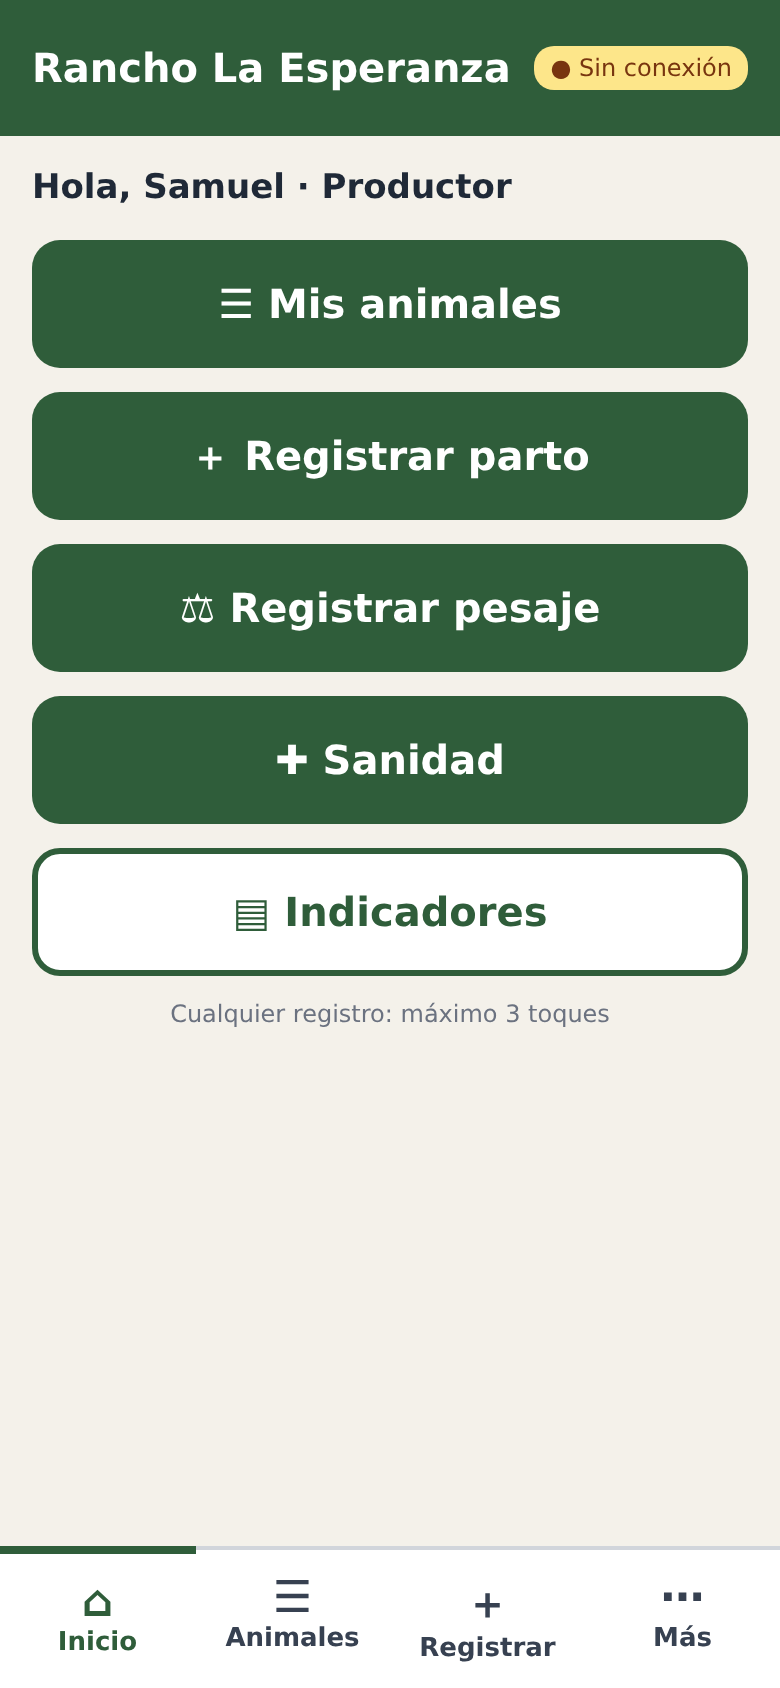 Rancho La Esperanza
● Sin conexión
Hola, Samuel · Productor
☰ Mis animales
+ Registrar parto
⚖ Registrar pesaje
✚ Sanidad
▤ Indicadores
Cualquier registro: máximo 3 toques
⌂ Inicio
☰ Animales
+ Registrar
⋯ Más